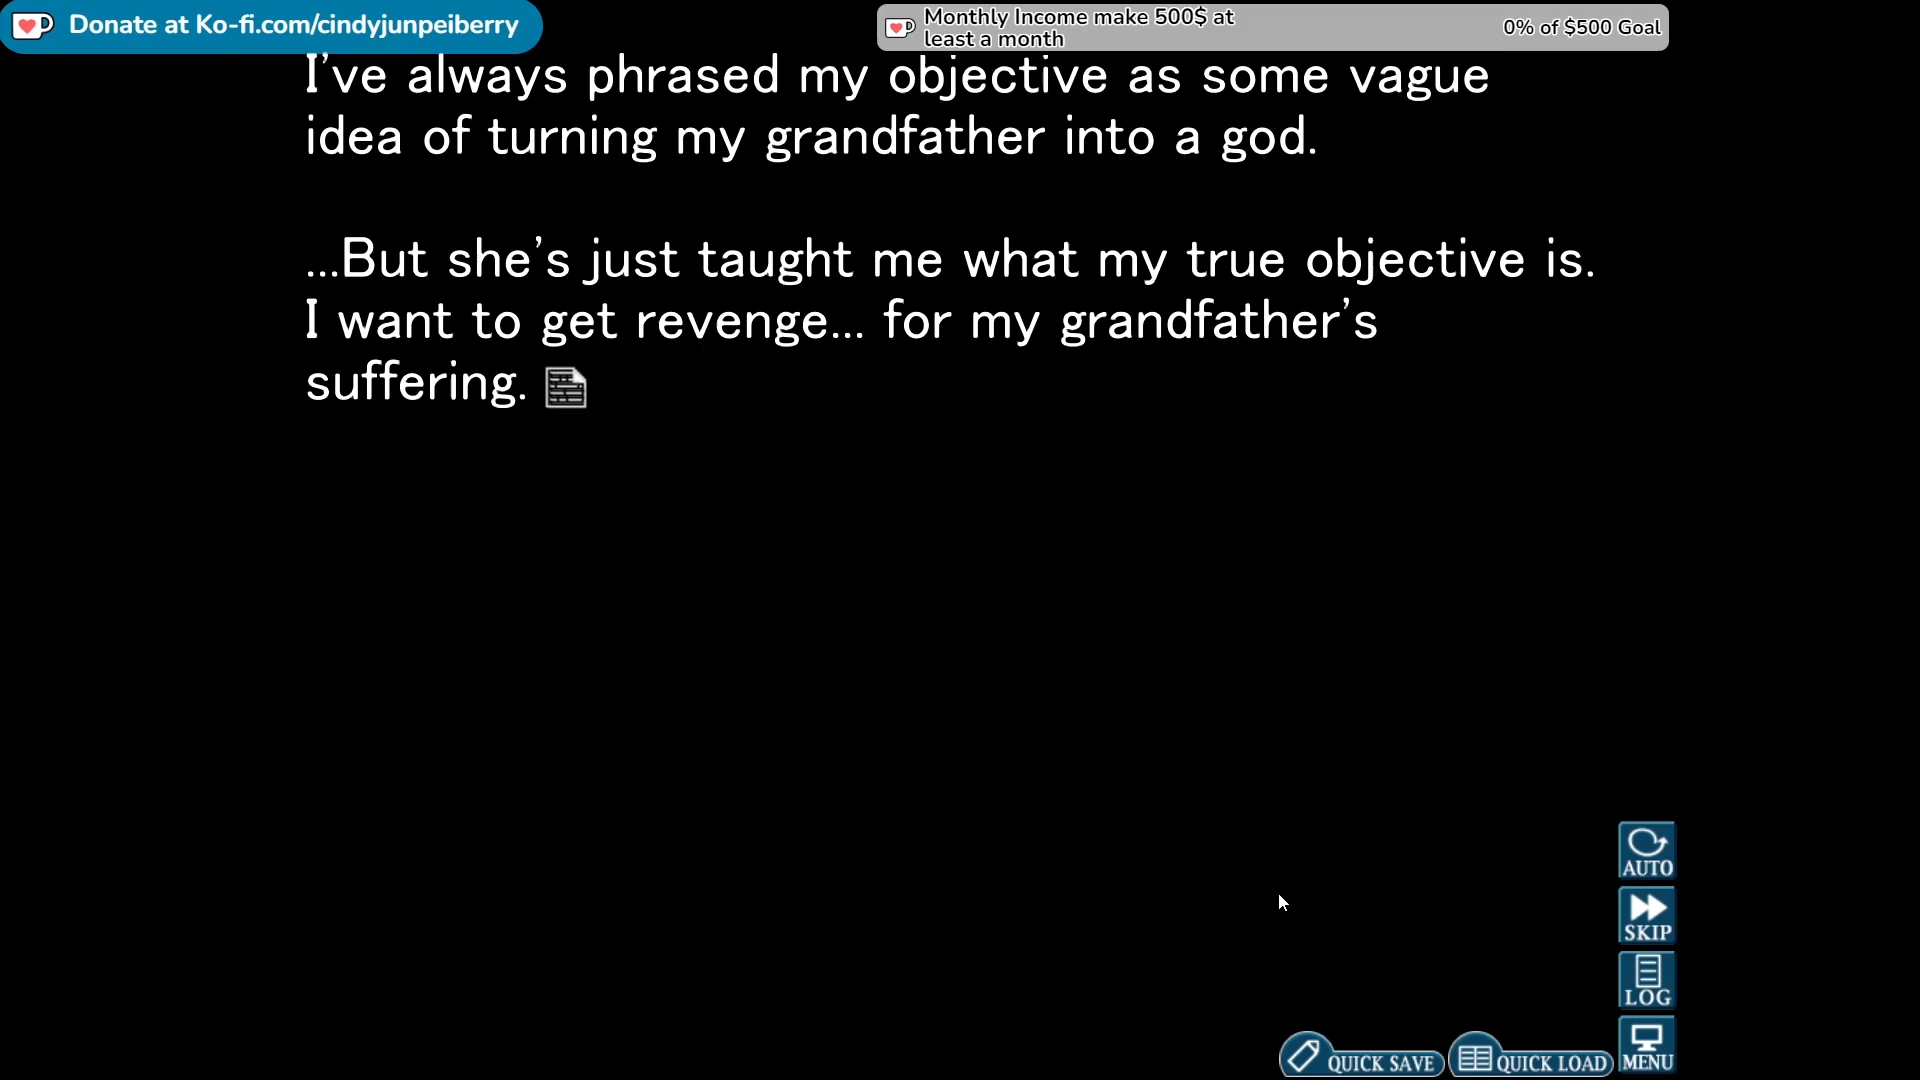 Donate at Ko-fi.com/cindyjunpeiberry
Monthly Income make 500$ at
least a month
0% of $500 Goal
I've always phrased my objective as some vague
idea of turning my grandfather into a god.
...But she's just taught me what my true objective is.
I want to get revenge... for my grandfather's
suffering.
AUTO
SKIP
LOG
MENU
QUICK SAVE
QUICK LOAD